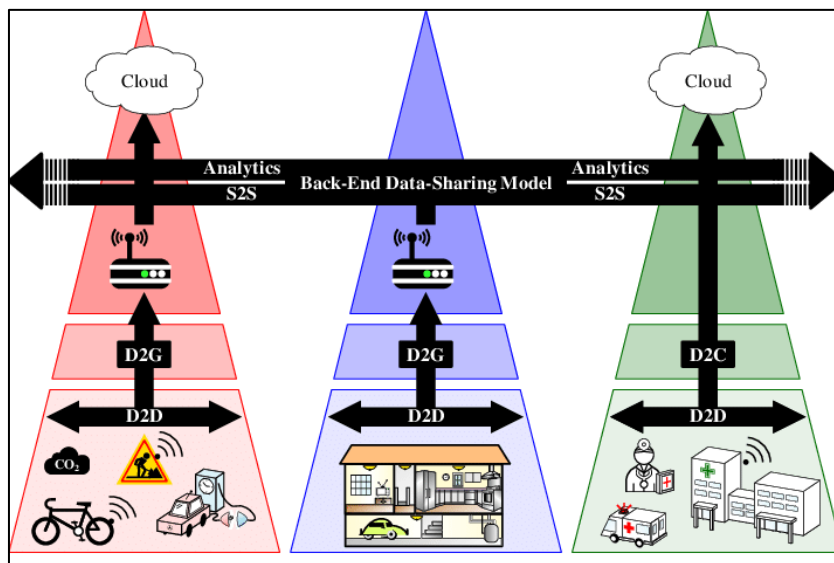 Cloud
Cloud
Analytics
Analytics
Back-End Data-Sharing Model
S2S
S2S
D2G
D2G
D2C
D2D
D2D
D2D
CO₂